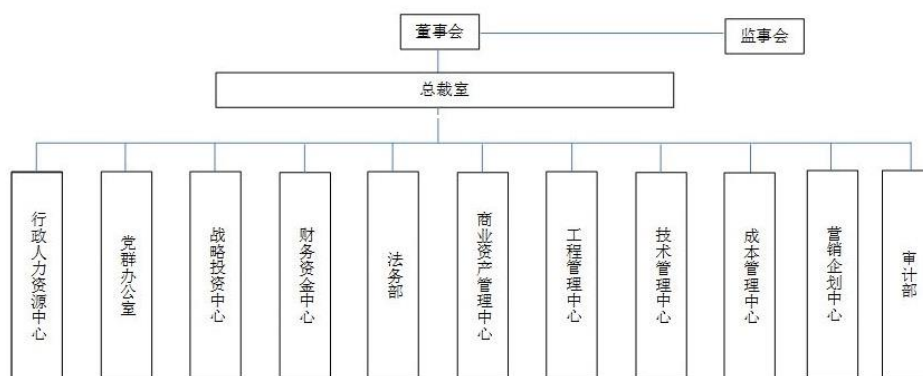 董事会
监事会
总裁室
行政人力资源中心
党群办公室
战略投资中心
财务资金中心
法务部
商业资产管理中心
工程管理中心
技术管理中心
成本管理中心
营销企划中心
审计部